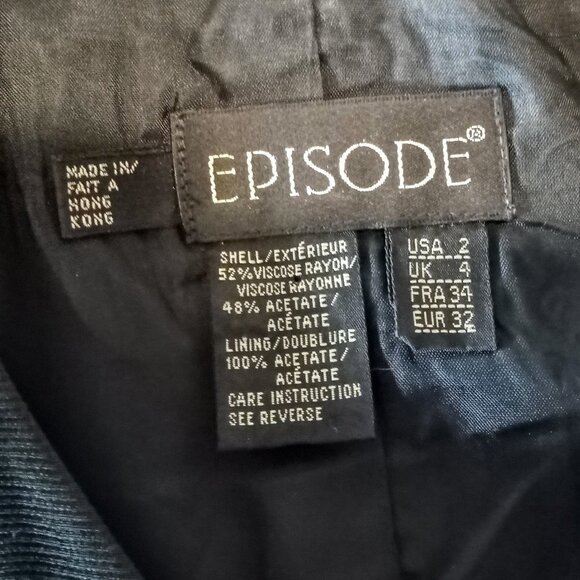 EPISODE®
MADE IN/
FAIT A
HONG
KONG
SHELL/EXTÉRIEUR
52% VISCOSE RAYON/
VISCOSE RAYONNE
48% ACETATE/
ACÉTATE
LINING/DOUBLURE
100% ACETATE/
ACÉTATE
CARE INSTRUCTION
SEE REVERSE
USA 2
UK 4
FRA 34
EUR 32